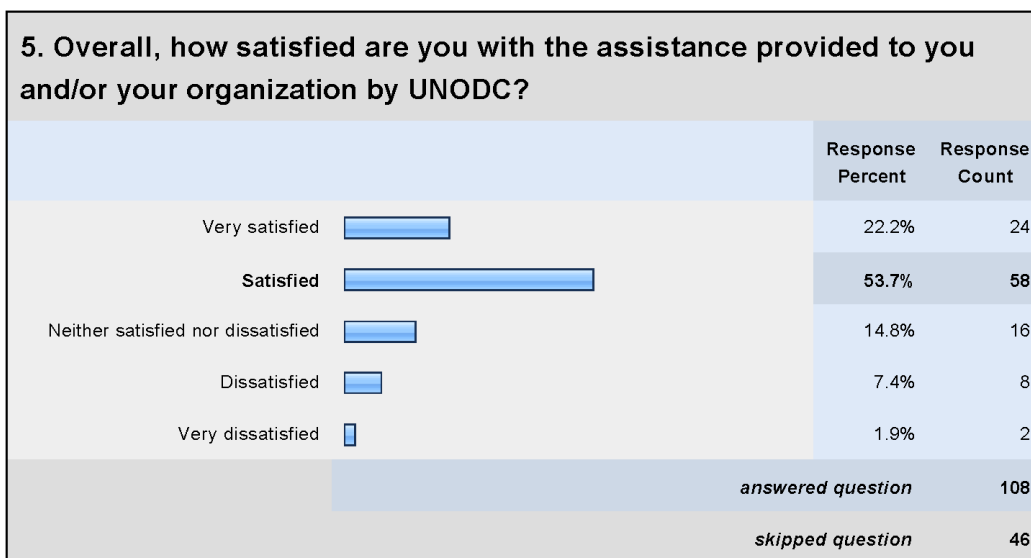 5. Overall, how satisfied are you with the assistance provided to you
and/or your organization by UNODC?
Response Percent Response Count
Very satisfied 22.2% 24
Satisfied 53.7% 58
Neither satisfied nor dissatisfied 14.8% 16
Dissatisfied 7.4% 8
Very dissatisfied 1.9% 2
answered question 108
skipped question 46